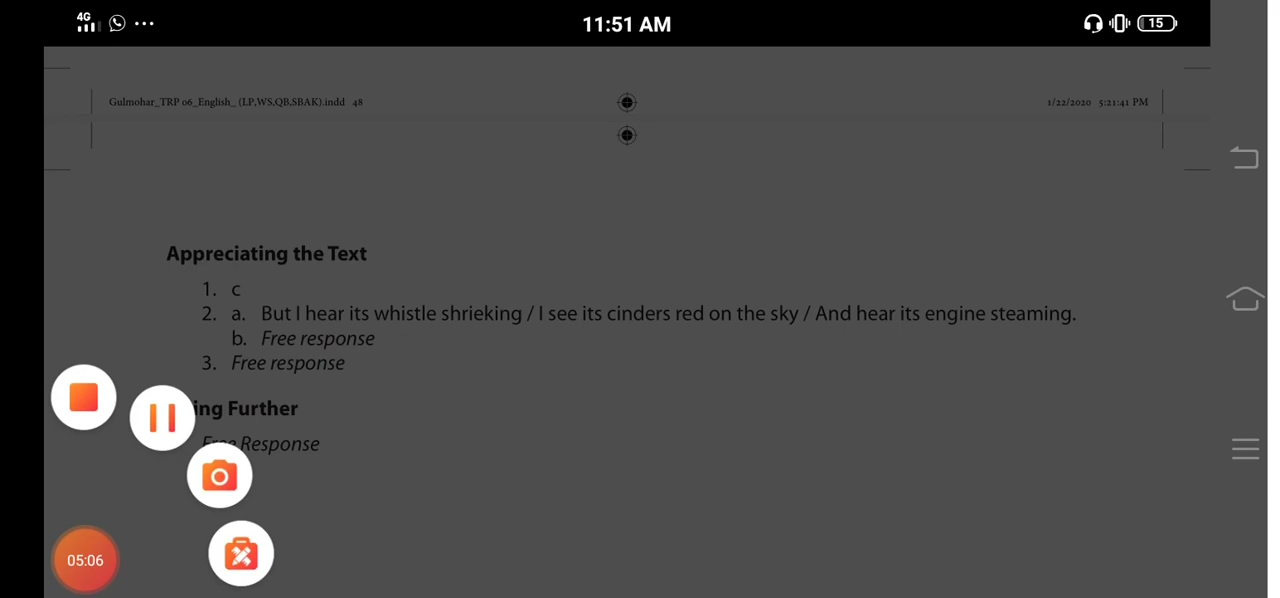 4G 11:51 AM 15
Gulmohar_TRP 06_English_ (LP,WS,QB,SBAK).indd 48 1/22/2020 5:21:41 PM
Appreciating the Text
1. c
2. a. But I hear its whistle shrieking / I see its cinders red on the sky / And hear its engine steaming.
b. Free response
3. Free response
ing Further
Free Response
05:06